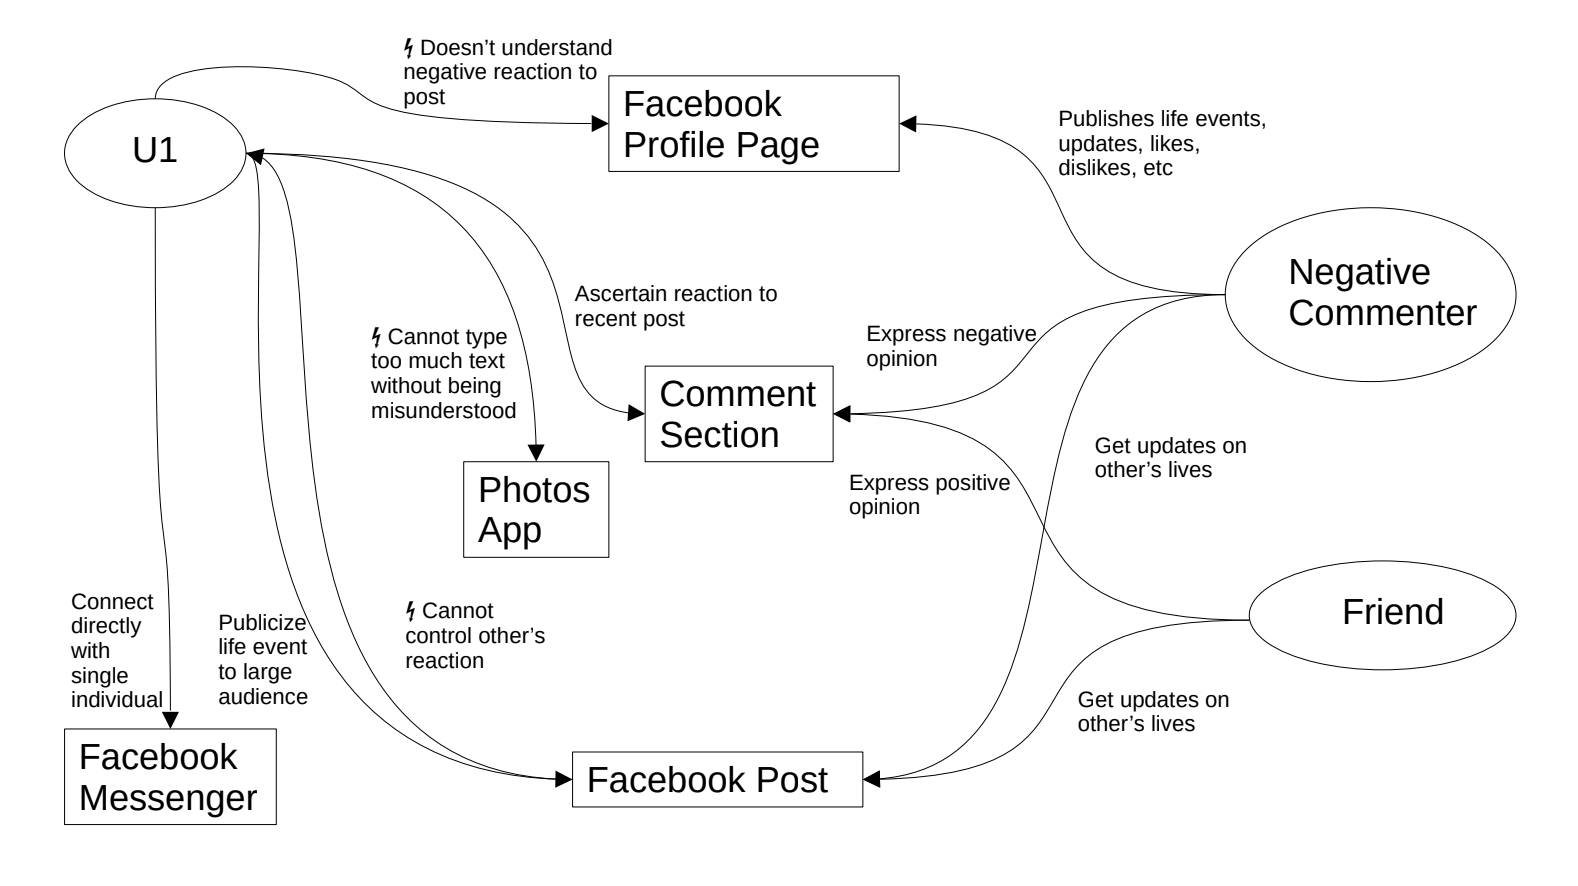 ⚡ Doesn’t understand
negative reaction to
post
Facebook
Profile Page
Publishes life events,
updates, likes,
dislikes, etc
U1
Negative
Commenter
Ascertain reaction to
recent post
⚡ Cannot type
too much text
without being
misunderstood
Express negative
opinion
Comment
Section
Get updates on
other’s lives
Photos
App
Express positive
opinion
Connect
directly
with
single
individual
Publicize
life event
to large
audience
⚡ Cannot
control other’s
reaction
Friend
Get updates on
other’s lives
Facebook
Messenger
Facebook Post